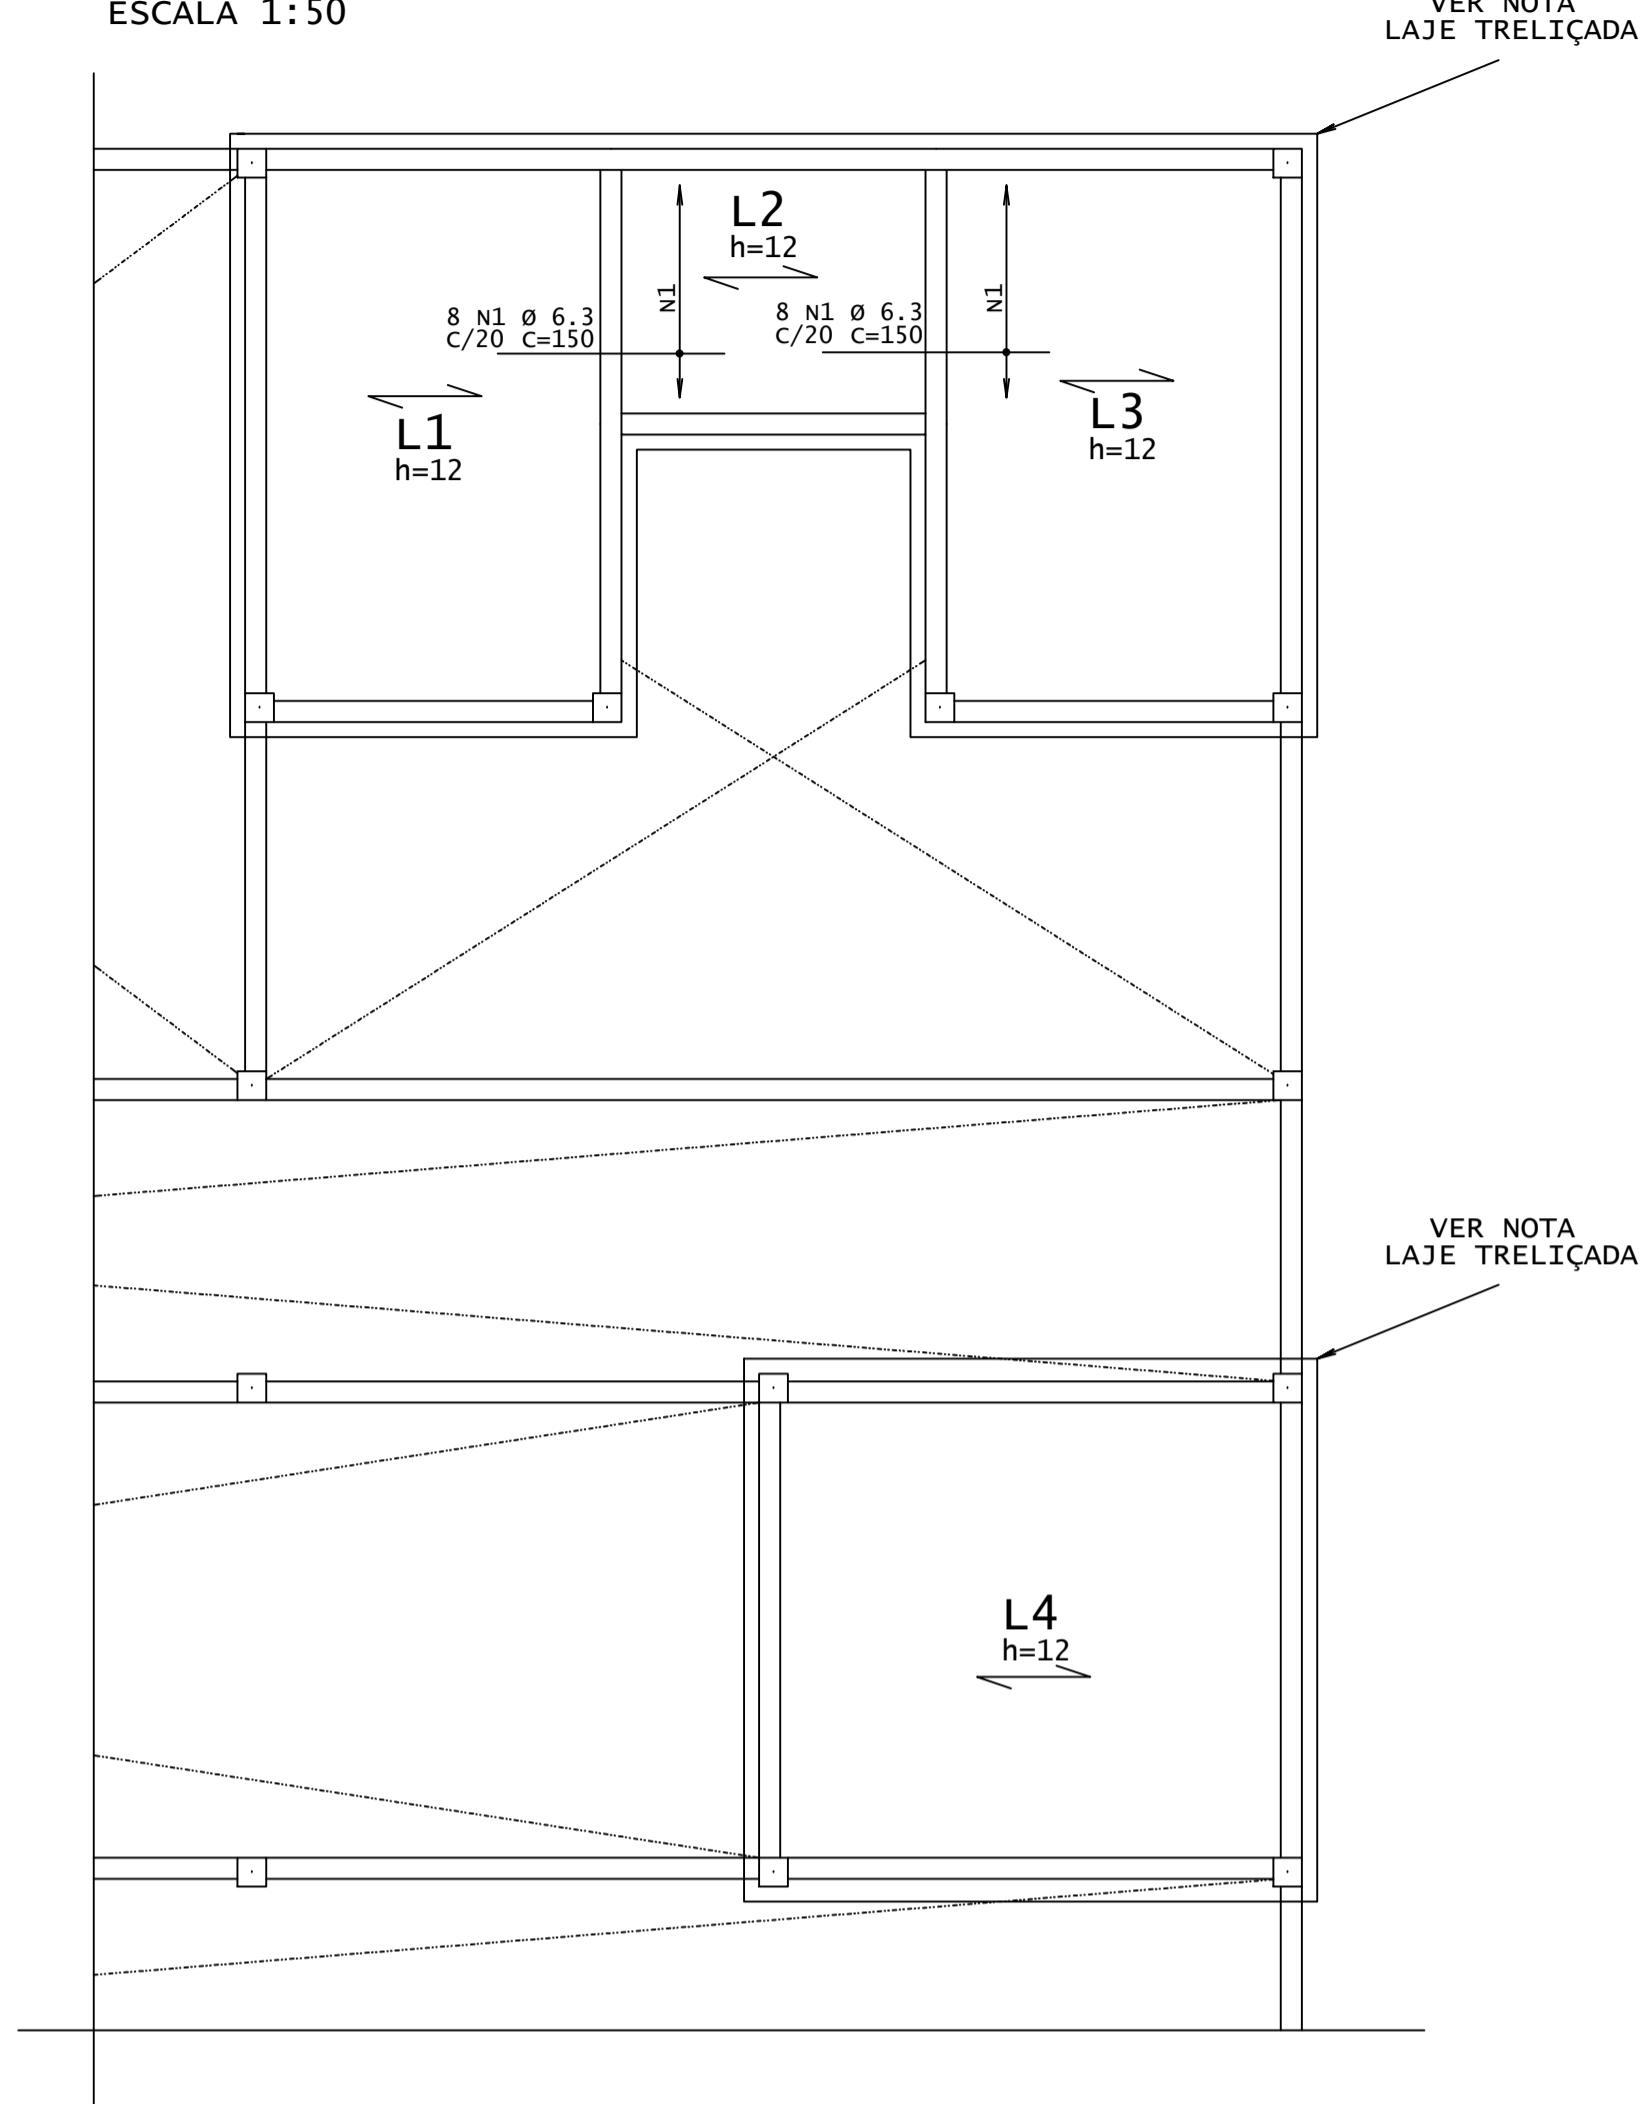 ESCALA 1:50
VER NOTA
LAJE TRELIÇADA
L2
h=12
N1
N1
8 N1 Ø 6.3
C/20 C=150
8 N1 Ø 6.3
C/20 C=150
L1
h=12
L3
h=12
VER NOTA
LAJE TRELIÇADA
L4
h=12